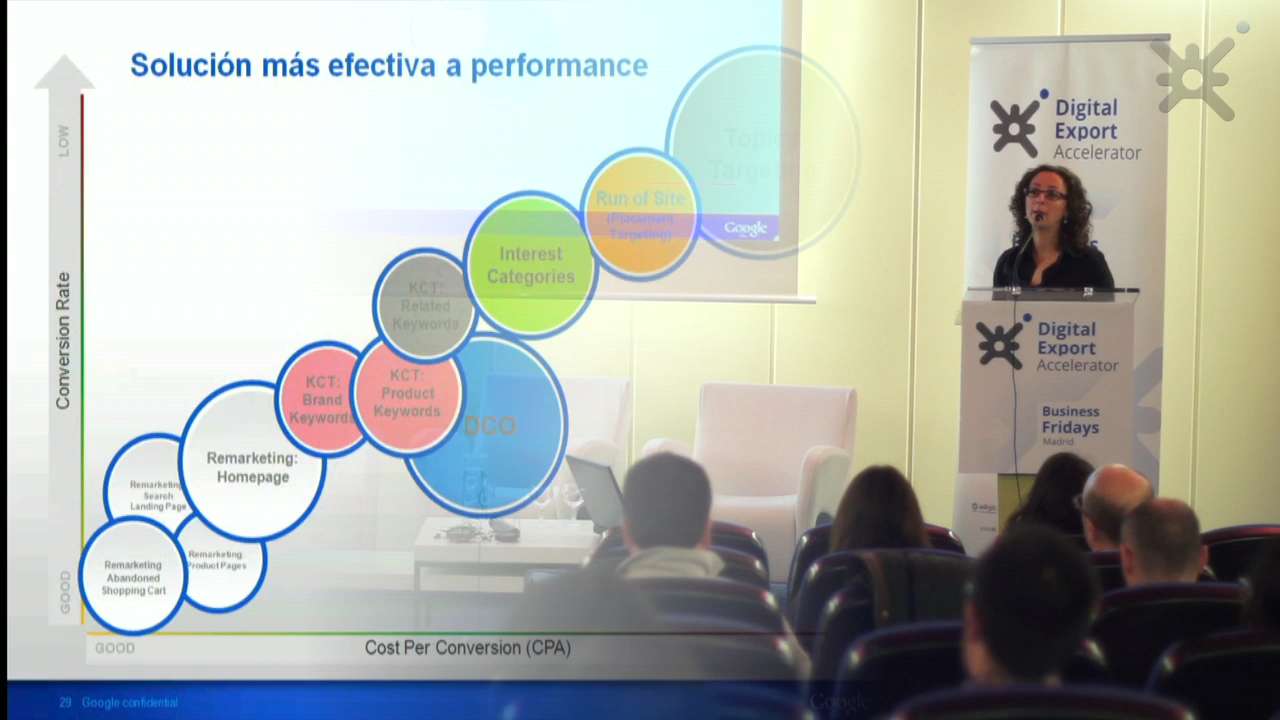 Solución más efectiva a performance
LOW
Conversion Rate
GOOD
Topics
Targeting
Run of Site
(Placement
Targeting)
Google
Interest
Categories
KCT:
Related
Keywords
KCT:
Brand
Keywords
KCT:
Product
Keywords
DCO
Remarketing:
Homepage
Remarketing
Search
Landing Page
Remarketing
Product Pages
Remarketing
Abandoned
Shopping Cart
GOOD
Cost Per Conversion (CPA)
29 Google confidential
Google
Digital
Export
Accelerator
Digital
Export
Accelerator
Business
Fridays
Madrid
adigital